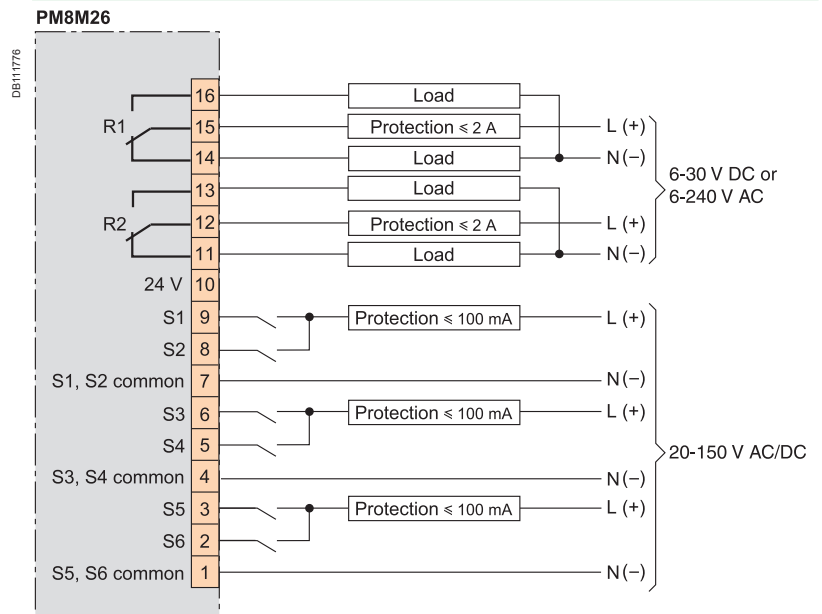 PM8M26
DB111776
16 Load
R1 15 Protection ≤ 2 A L (+)
14 Load N (–)
13 Load
6-30 V DC or
6-240 V AC
R2 12 Protection ≤ 2 A L (+)
11 Load N (–)
24 V 10
S1 9 Protection ≤ 100 mA L (+)
S2 8
S1, S2 common 7 N (–)
S3 6 Protection ≤ 100 mA L (+)
S4 5
20-150 V AC/DC
S3, S4 common 4 N (–)
S5 3 Protection ≤ 100 mA L (+)
S6 2
S5, S6 common 1 N (–)